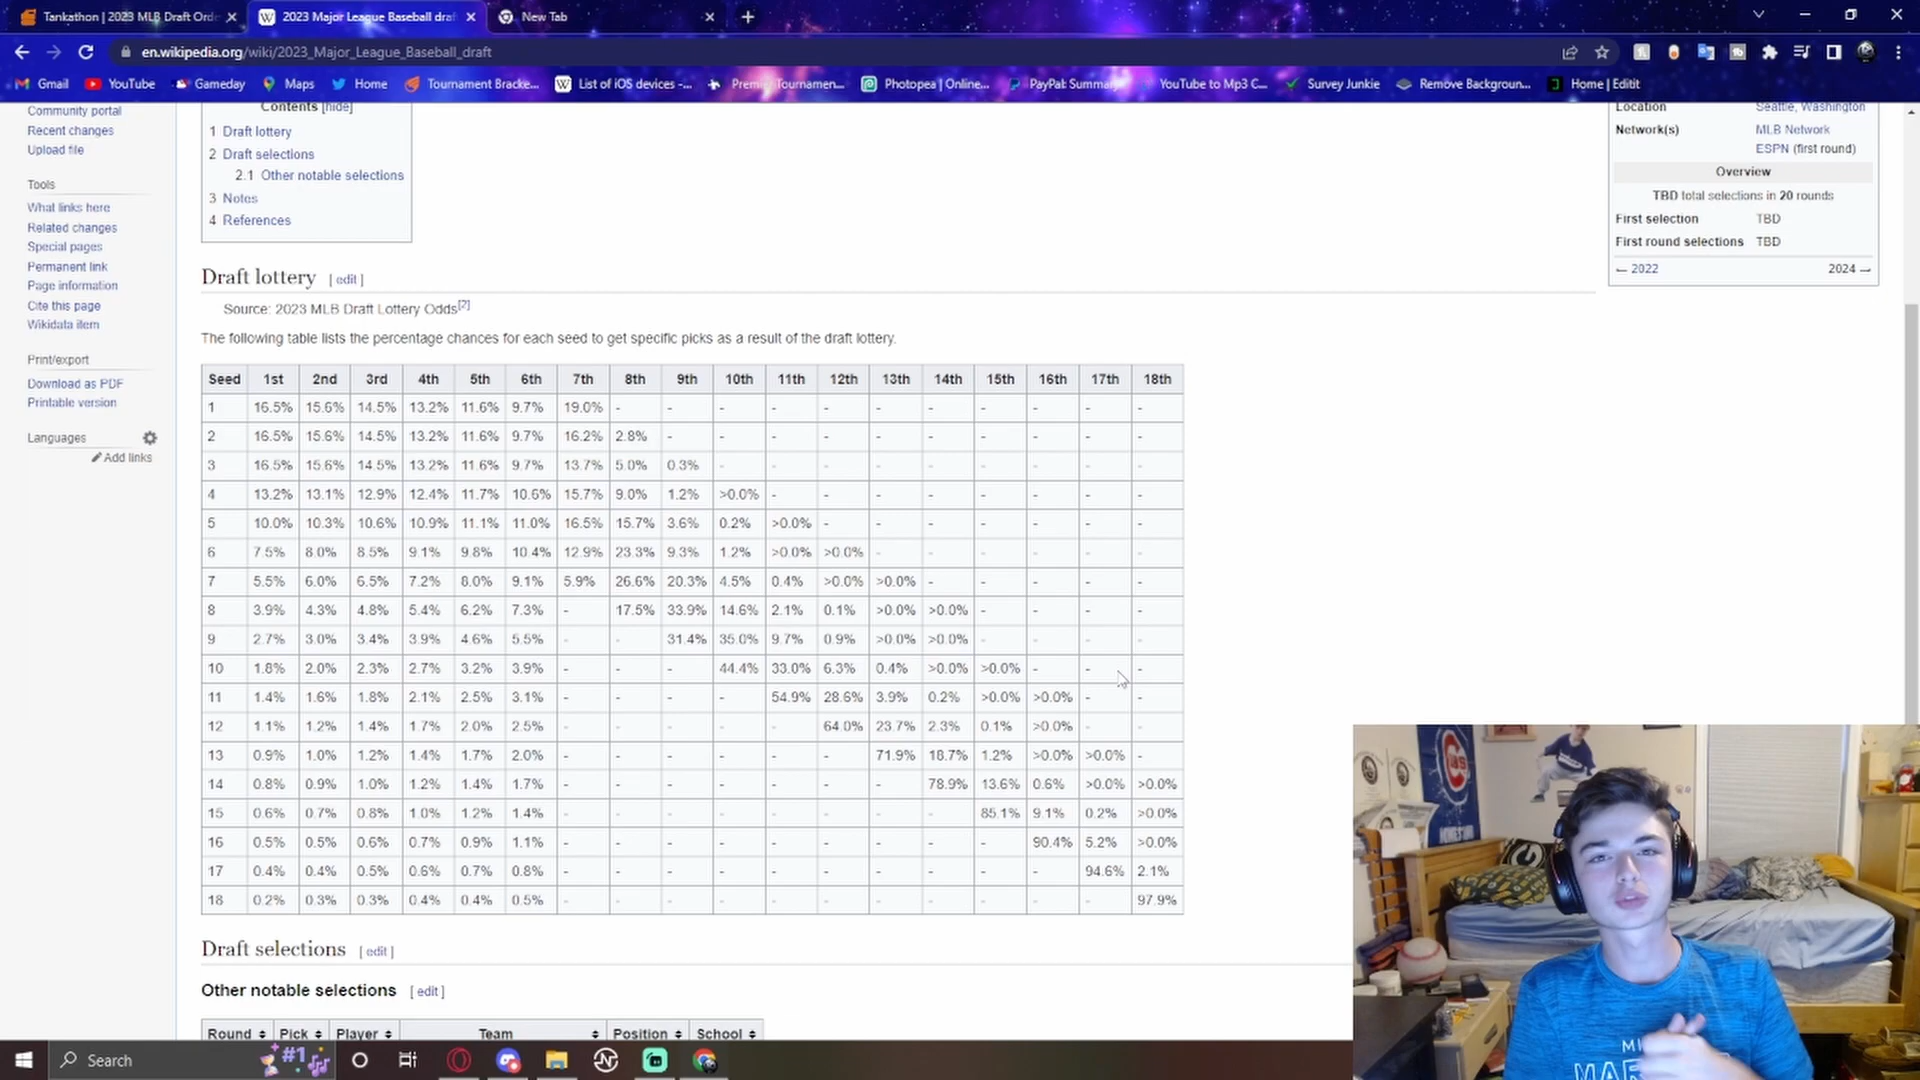 Tankathon | 2023 MLB Draft Orde
2023 Major League Baseball draf
New Tab
en.wikipedia.org/wiki/2023_Major_League_Baseball_draft
Gmail YouTube Gameday Maps Home Tournament Bracke... List of iOS devices -... Premi Tournamen... Photopea | Online... PayPal: Summary YouTube to Mp3 C... Survey Junkie Remove Backgroun... Home | Editit
Community portal
Recent changes
Upload file
Tools
What links here
Related changes
Special pages
Permanent link
Page information
Cite this page
Wikidata item
Print/export
Download as PDF
Printable version
Languages
Add links
Contents [hide]
1 Draft lottery
2 Draft selections
2.1 Other notable selections
3 Notes
4 References
Location Seattle, Washington
Network(s) MLB Network
ESPN (first round)
Overview
TBD total selections in 20 rounds
First selection TBD
First round selections TBD
← 2022 2024 →
Draft lottery [ edit ]
Source: 2023 MLB Draft Lottery Odds[2]
The following table lists the percentage chances for each seed to get specific picks as a result of the draft lottery.
Seed 1st 2nd 3rd 4th 5th 6th 7th 8th 9th 10th 11th 12th 13th 14th 15th 16th 17th 18th
1 16.5% 15.6% 14.5% 13.2% 11.6% 9.7% 19.0% - - - - - - - - - - -
2 16.5% 15.6% 14.5% 13.2% 11.6% 9.7% 16.2% 2.8% - - - - - - - - - -
3 16.5% 15.6% 14.5% 13.2% 11.6% 9.7% 13.7% 5.0% 0.3% - - - - - - - - -
4 13.2% 13.1% 12.9% 12.4% 11.7% 10.6% 15.7% 9.0% 1.2% >0.0% - - - - - - - -
5 10.0% 10.3% 10.6% 10.9% 11.1% 11.0% 16.5% 15.7% 3.6% 0.2% >0.0% - - - - - - -
6 7.5% 8.0% 8.5% 9.1% 9.8% 10.4% 12.9% 23.3% 9.3% 1.2% >0.0% >0.0% - - - - - -
7 5.5% 6.0% 6.5% 7.2% 8.0% 9.1% 5.9% 26.6% 20.3% 4.5% 0.4% >0.0% >0.0% - - - - -
8 3.9% 4.3% 4.8% 5.4% 6.2% 7.3% - 17.5% 33.9% 14.6% 2.1% 0.1% >0.0% >0.0% - - - -
9 2.7% 3.0% 3.4% 3.9% 4.6% 5.5% - - 31.4% 35.0% 9.7% 0.9% >0.0% >0.0% - - - -
10 1.8% 2.0% 2.3% 2.7% 3.2% 3.9% - - - 44.4% 33.0% 6.3% 0.4% >0.0% >0.0% - - -
11 1.4% 1.6% 1.8% 2.1% 2.5% 3.1% - - - - 54.9% 28.6% 3.9% 0.2% >0.0% >0.0% - -
12 1.1% 1.2% 1.4% 1.7% 2.0% 2.5% - - - - - 64.0% 23.7% 2.3% 0.1% >0.0% - -
13 0.9% 1.0% 1.2% 1.4% 1.7% 2.0% - - - - - - 71.9% 18.7% 1.2% >0.0% >0.0% -
14 0.8% 0.9% 1.0% 1.2% 1.4% 1.7% - - - - - - - 78.9% 13.6% 0.6% >0.0% >0.0%
15 0.6% 0.7% 0.8% 1.0% 1.2% 1.4% - - - - - - - - 85.1% 9.1% 0.2% >0.0%
16 0.5% 0.5% 0.6% 0.7% 0.9% 1.1% - - - - - - - - - 90.4% 5.2% >0.0%
17 0.4% 0.4% 0.5% 0.6% 0.7% 0.8% - - - - - - - - - - 94.6% 2.1%
18 0.2% 0.3% 0.3% 0.4% 0.4% 0.5% - - - - - - - - - - - 97.9%
Draft selections [ edit ]
Other notable selections [ edit ]
Round Pick Player Team Position School
Search
#1